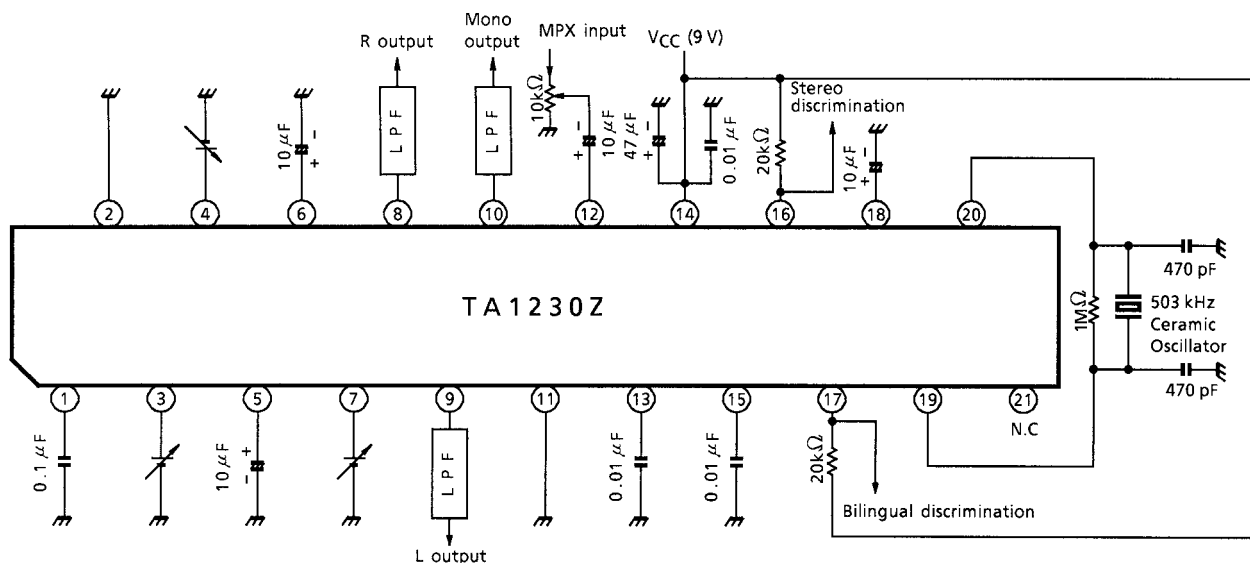 R output
Mono
output
MPX input
VCC (9 V)
Stereo
discrimination
LPF
LPF
10kΩ
10 μF
- +
- +
10 μF
47 μF
- +
0.01 μF
20kΩ
10 μF
- +
2
4
6
8
10
12
14
16
18
20
TA1230Z
1MΩ
470 pF
503 kHz
Ceramic
Oscillator
470 pF
1
3
5
7
9
11
13
15
17
19
21
N.C
0.1 μF
10 μF
- +
LPF
0.01 μF
0.01 μF
20kΩ
Bilingual discrimination
L output